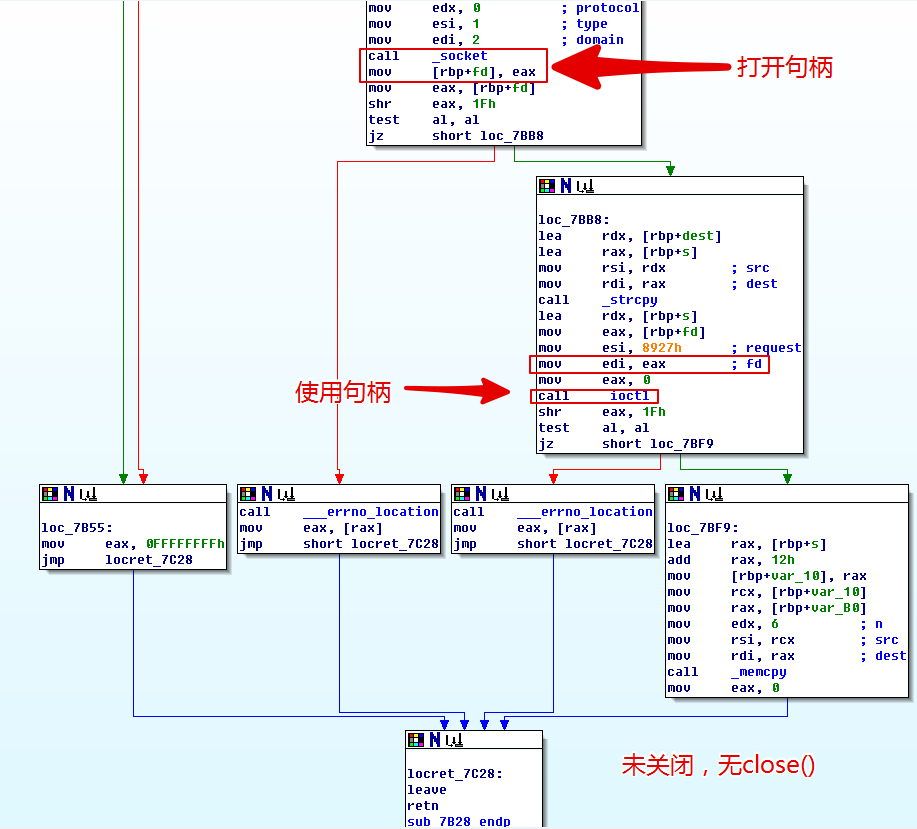 mov edx, 0 ; protocol
mov esi, 1 ; type
mov edi, 2 ; domain
call _socket
mov [rbp+fd], eax
mov eax, [rbp+fd]
shr eax, 1Fh
test al, al
jz short loc_7BB8
打开句柄
loc_7BB8:
lea rdx, [rbp+dest]
lea rax, [rbp+s]
mov rsi, rdx ; src
mov rdi, rax ; dest
call _strcpy
lea rdx, [rbp+s]
mov eax, [rbp+fd]
mov esi, 8927h ; request
mov edi, eax ; fd
mov eax, 0
call ioctl
shr eax, 1Fh
test al, al
jz short loc_7BF9
使用句柄
loc_7B55:
mov eax, 0FFFFFFFFh
jmp locret_7C28
call ___errno_location
mov eax, [rax]
jmp short locret_7C28
call ___errno_location
mov eax, [rax]
jmp short locret_7C28
loc_7BF9:
lea rax, [rbp+s]
add rax, 12h
mov [rbp+var_10], rax
mov rcx, [rbp+var_10]
mov rax, [rbp+var_B0]
mov edx, 6 ; n
mov rsi, rcx ; src
mov rdi, rax ; dest
call _memcpy
mov eax, 0
locret_7C28:
leave
retn
sub_7B28 endp
未关闭，无close()